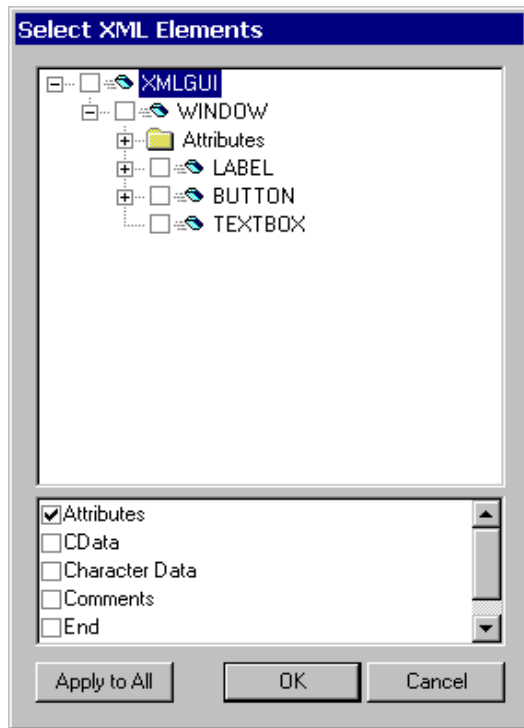 Select XML Elements
XMLGUI
WINDOW
Attributes
LABEL
BUTTON
TEXTBOX
Attributes
CData
Character Data
Comments
End
Apply to All OK Cancel